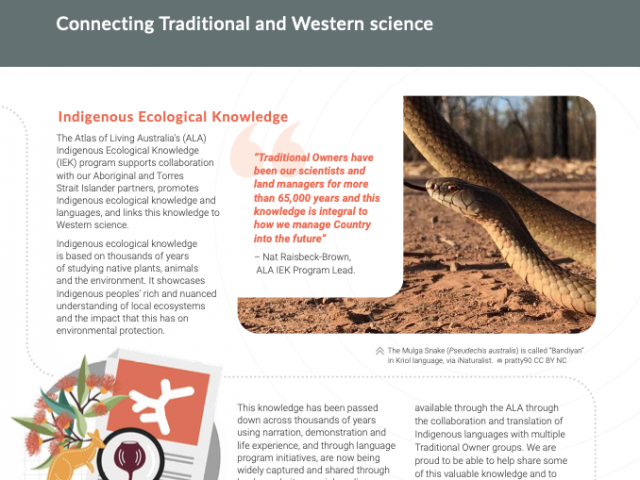 Connecting Traditional and Western science
Indigenous Ecological Knowledge
The Atlas of Living Australia's (ALA)
Indigenous Ecological Knowledge
(IEK) program supports collaboration
with our Aboriginal and Torres
Strait Islander partners, promotes
Indigenous ecological knowledge and
languages, and links this knowledge to
Western science.
Indigenous ecological knowledge
is based on thousands of years
of studying native plants, animals
and the environment. It showcases
Indigenous peoples' rich and nuanced
understanding of local ecosystems
and the impact that this has on
environmental protection.
"Traditional Owners have
been our scientists and
land managers for more
than 65,000 years and this
knowledge is integral to
how we manage Country
into the future"
– Nat Raisbeck-Brown,
ALA IEK Program Lead.
The Mulga Snake (Pseudechis australis) is called "Bandiyan"
in Kriol language, via iNaturalist. pratty90 CC BY NC
This knowledge has been passed
down across thousands of years
using narration, demonstration and
life experience, and through language
program initiatives, are now being
widely captured and shared through
available through the ALA through
the collaboration and translation of
Indigenous languages with multiple
Traditional Owner groups. We are
proud to be able to help share some
of this valuable knowledge and to